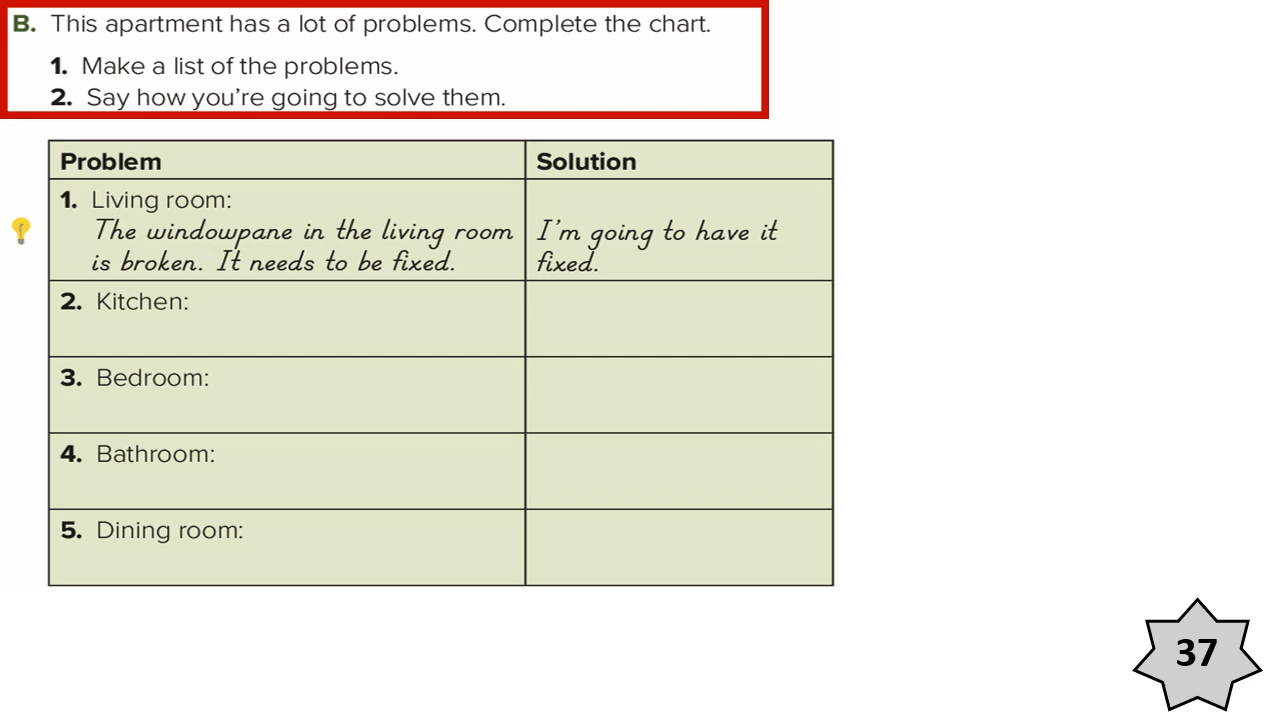 B. This apartment has a lot of problems. Complete the chart.
1. Make a list of the problems.
2. Say how you're going to solve them.
Problem
Solution
1. Living room:
The windowpane in the living room
is broken. It needs to be fixed.
I'm going to have it
fixed.
2. Kitchen:
3. Bedroom:
4. Bathroom:
5. Dining room:
37